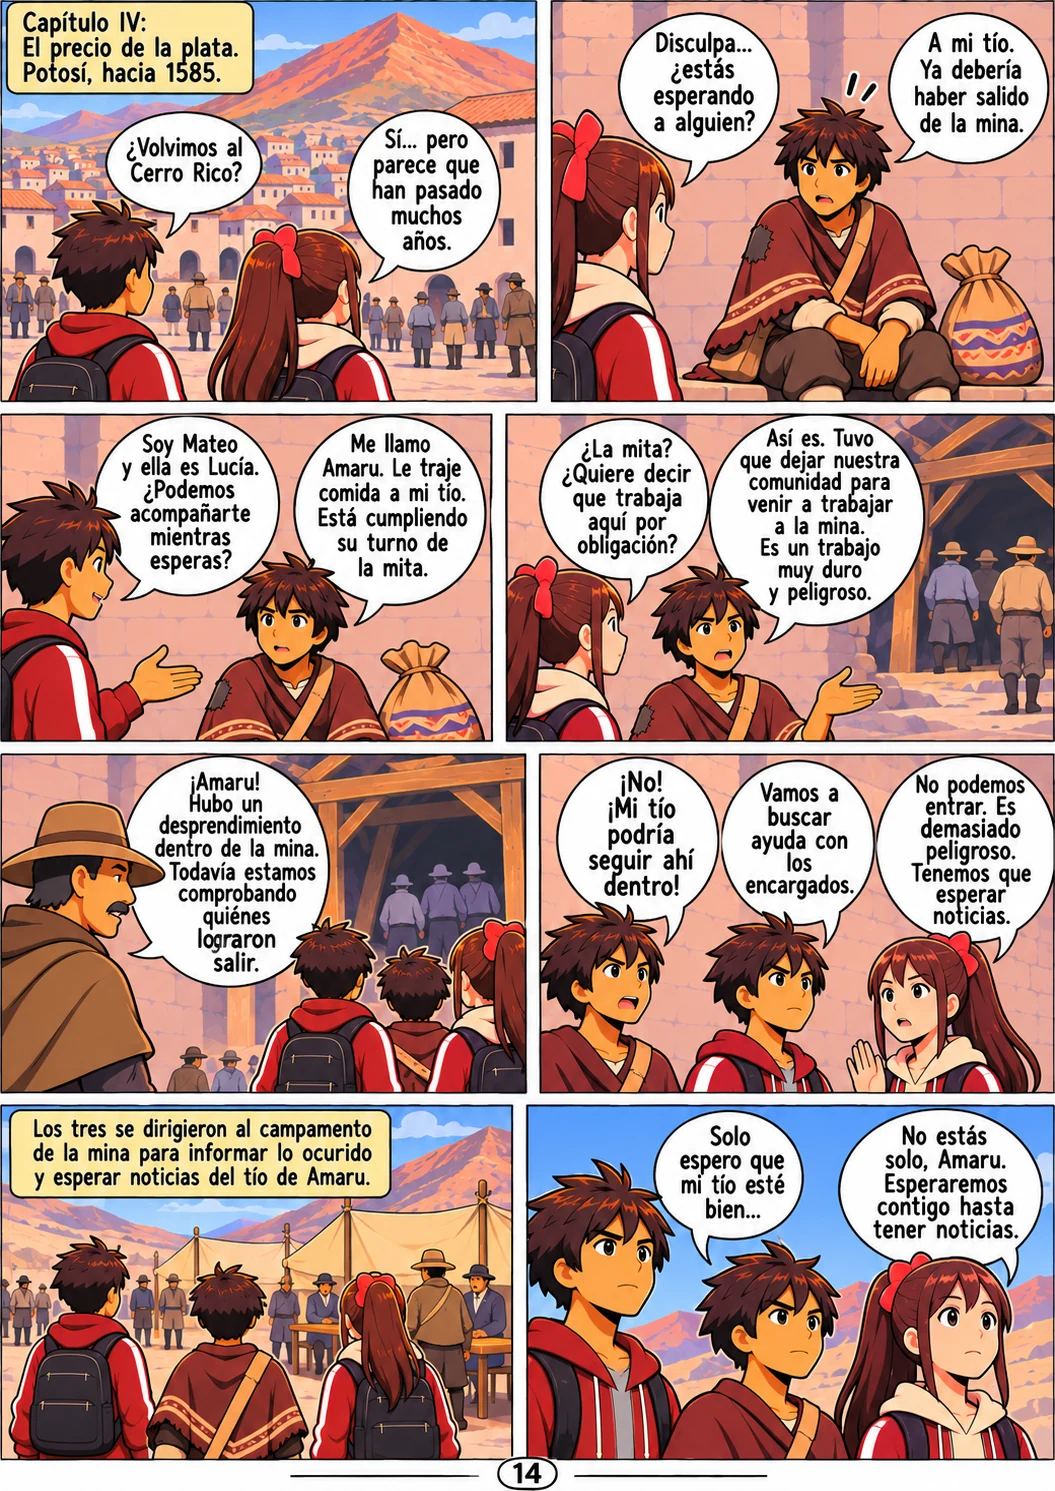 Capítulo IV:
El precio de la plata.
Potosí, hacia 1585.
¿Volvimos al
Cerro Rico?
Sí... pero
parece que
han pasado
muchos
años.
Disculpa...
¿estás
esperando
a alguien?
A mi tío.
Ya debería
haber salido
de la mina.
Soy Mateo
y ella es Lucía.
¿Podemos
acompañarte
mientras
esperas?
Me llamo
Amaru. Le traje
comida a mi tío.
Está cumpliendo
su turno de
la mita.
¿La mita?
¿Quiere decir
que trabaja
aquí por
obligación?
Así es. Tuvo
que dejar nuestra
comunidad para
venir a trabajar
a la mina.
Es un trabajo
muy duro
y peligroso.
¡Amaru!
Hubo un
desprendimiento
dentro de la mina.
Todavía estamos
comprobando
quiénes
lograron
salir.
¡No!
¡Mi tío
podría
seguir ahí
dentro!
Vamos a
buscar
ayuda con
los
encargados.
No podemos
entrar. Es
demasiado
peligroso.
Tenemos que
esperar
noticias.
Los tres se dirigieron al campamento
de la mina para informar lo ocurido
y esperar noticias del tío de Amaru.
Solo
espero que
mi tío esté
bien...
No estás
solo, Amaru.
Esperaremos
contigo hasta
tener noticias.
14